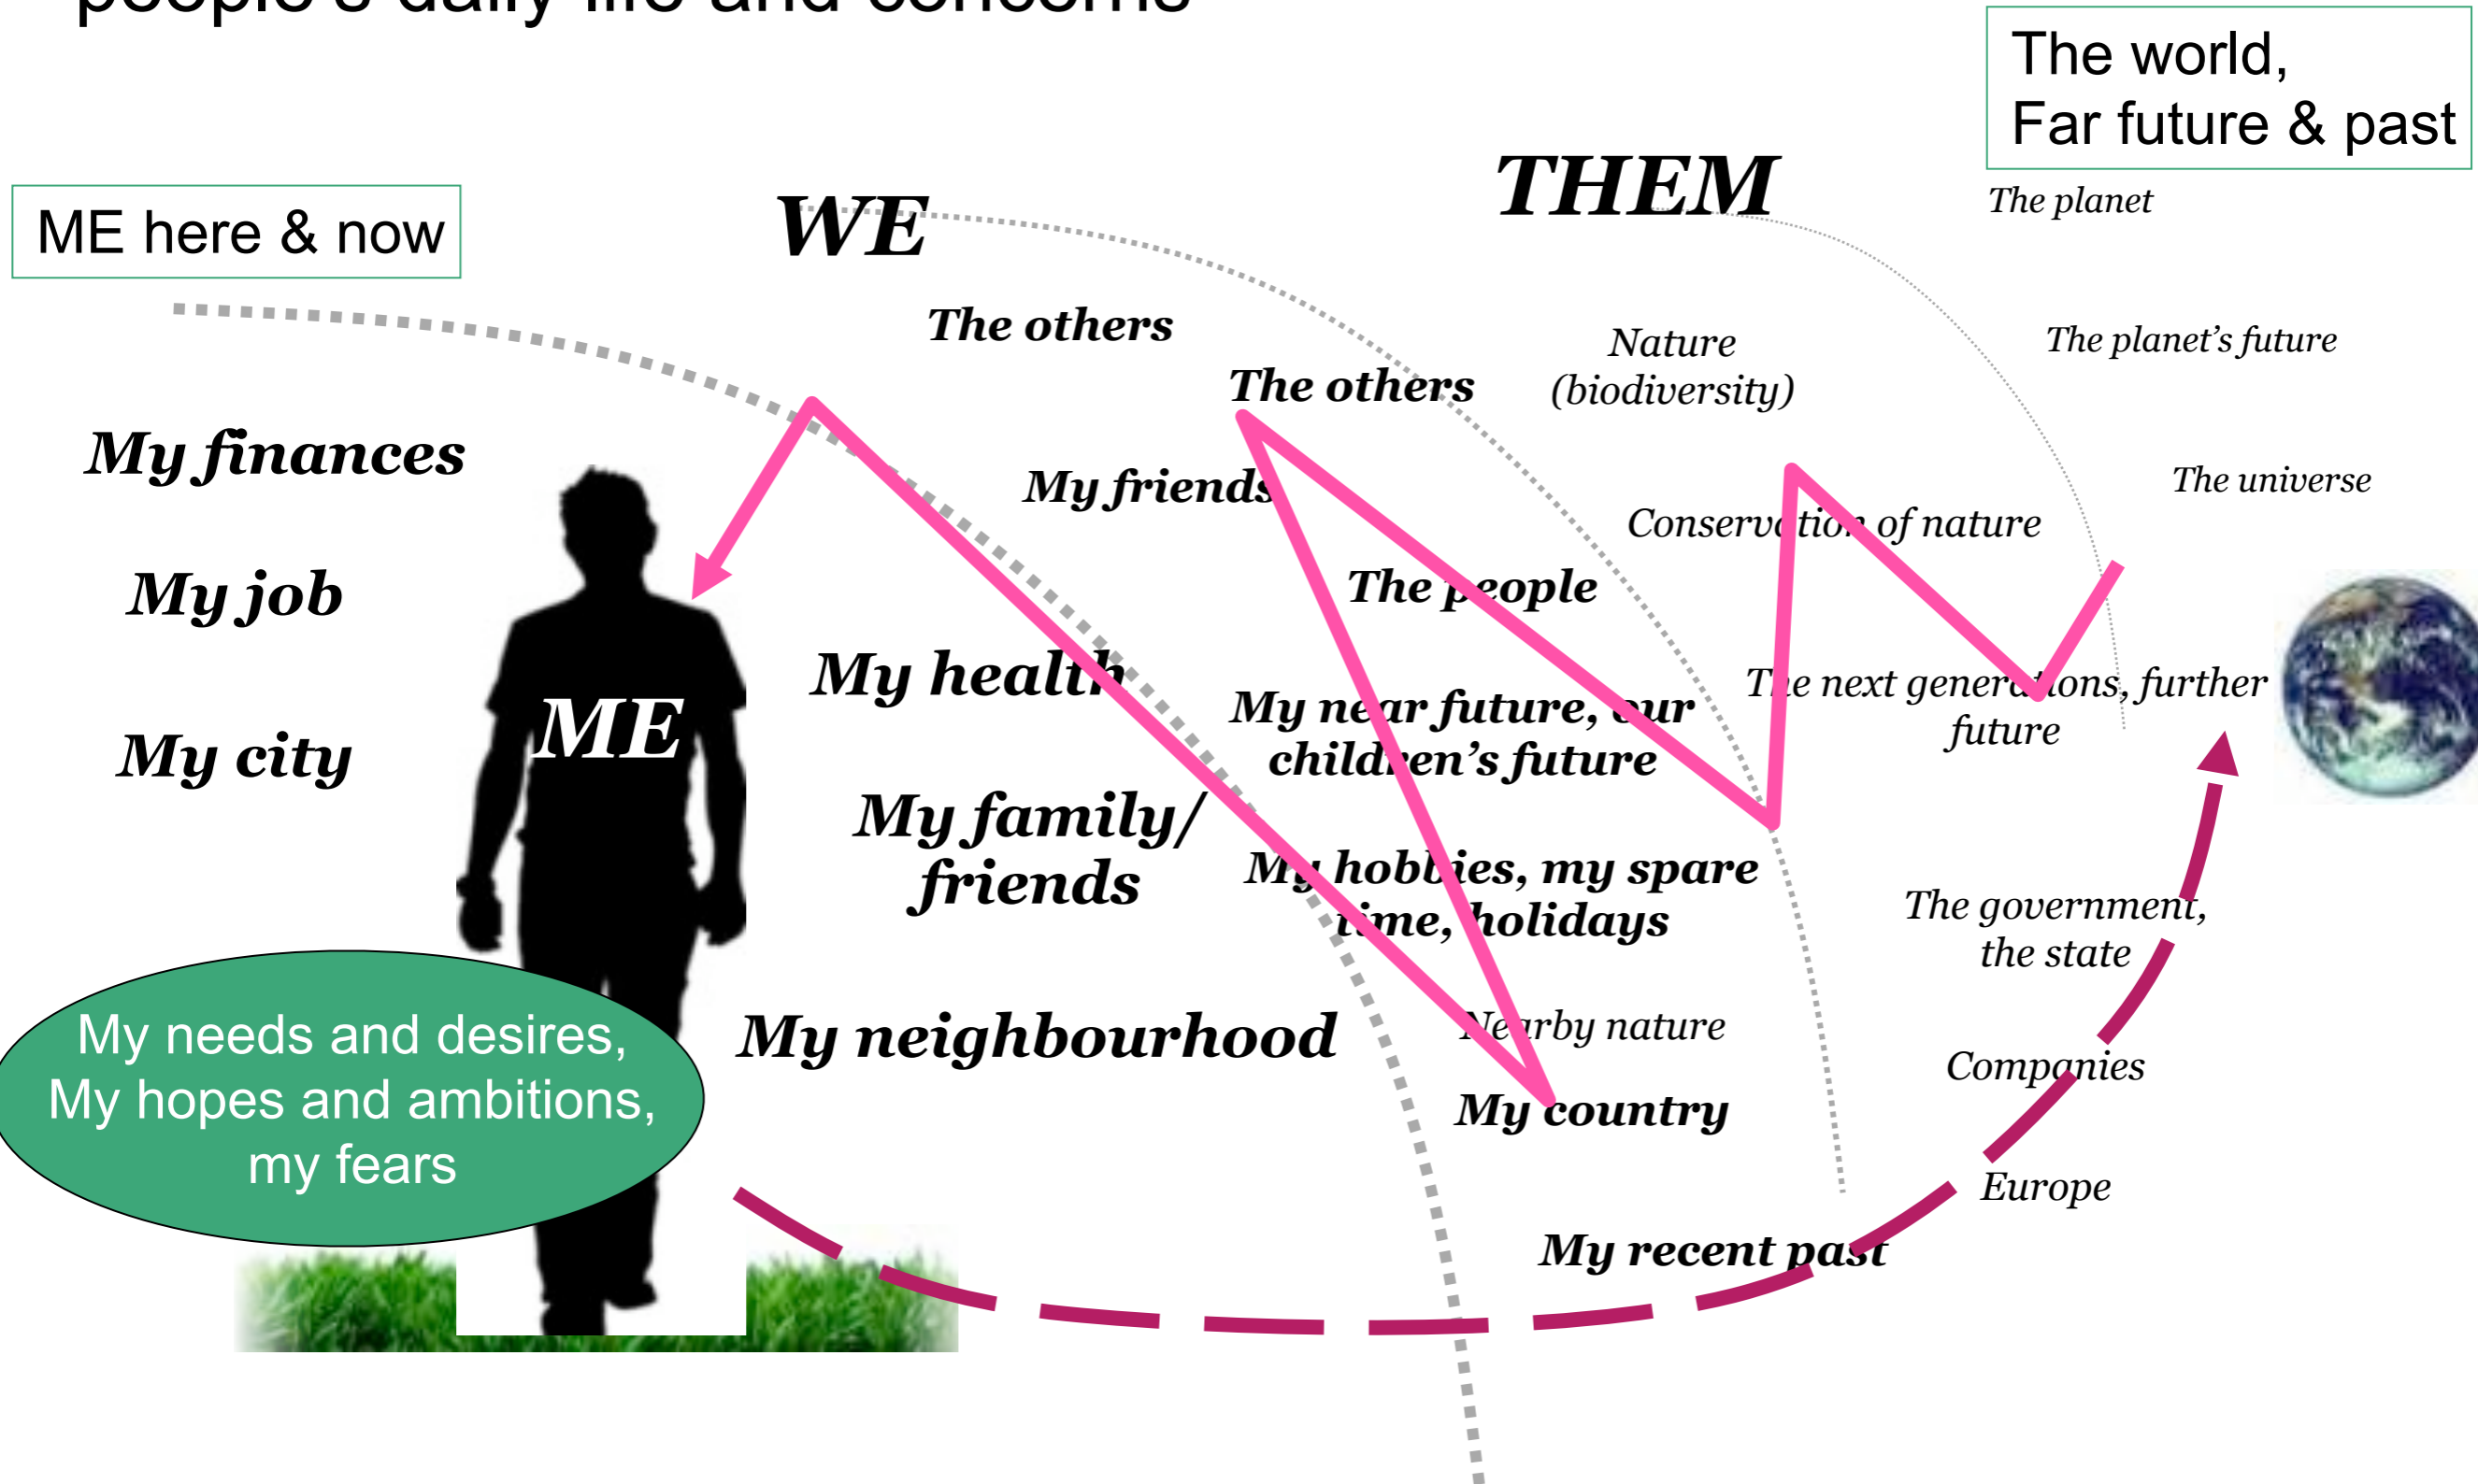 people's daily life and concerns
The world,
Far future & past
ME here & now
WE
THEM
The planet
The others
Nature
(biodiversity)
The planet's future
The others
My finances
My friends
Conservation of nature
The universe
My job
The people
My health
ME
My near future, our
children's future
The next generations, further
future
My city
My family/
friends
My hobbies, my spare
time, holidays
The government,
the state
My needs and desires,
My hopes and ambitions,
my fears
My neighbourhood
Nearby nature
Companies
My country
Europe
My recent past